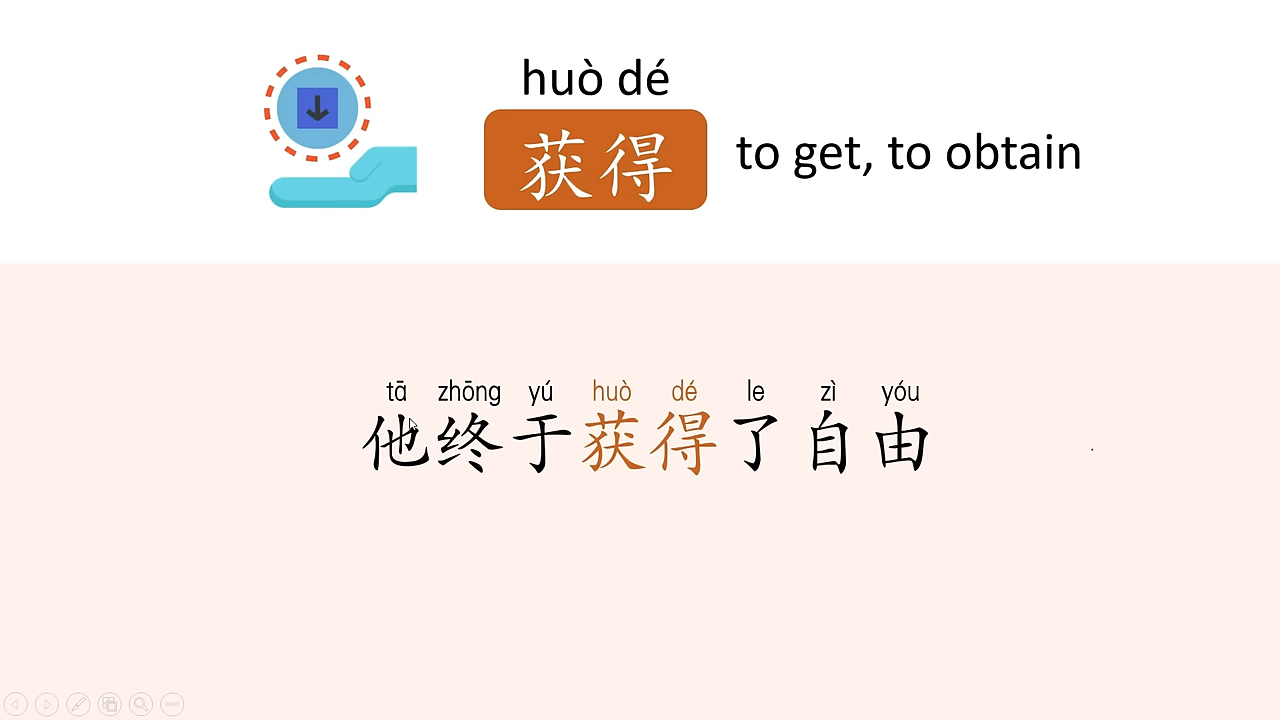 huò dé
获得
to get, to obtain
tā zhōng yú huò dé le zì yóu
他终于获得了自由